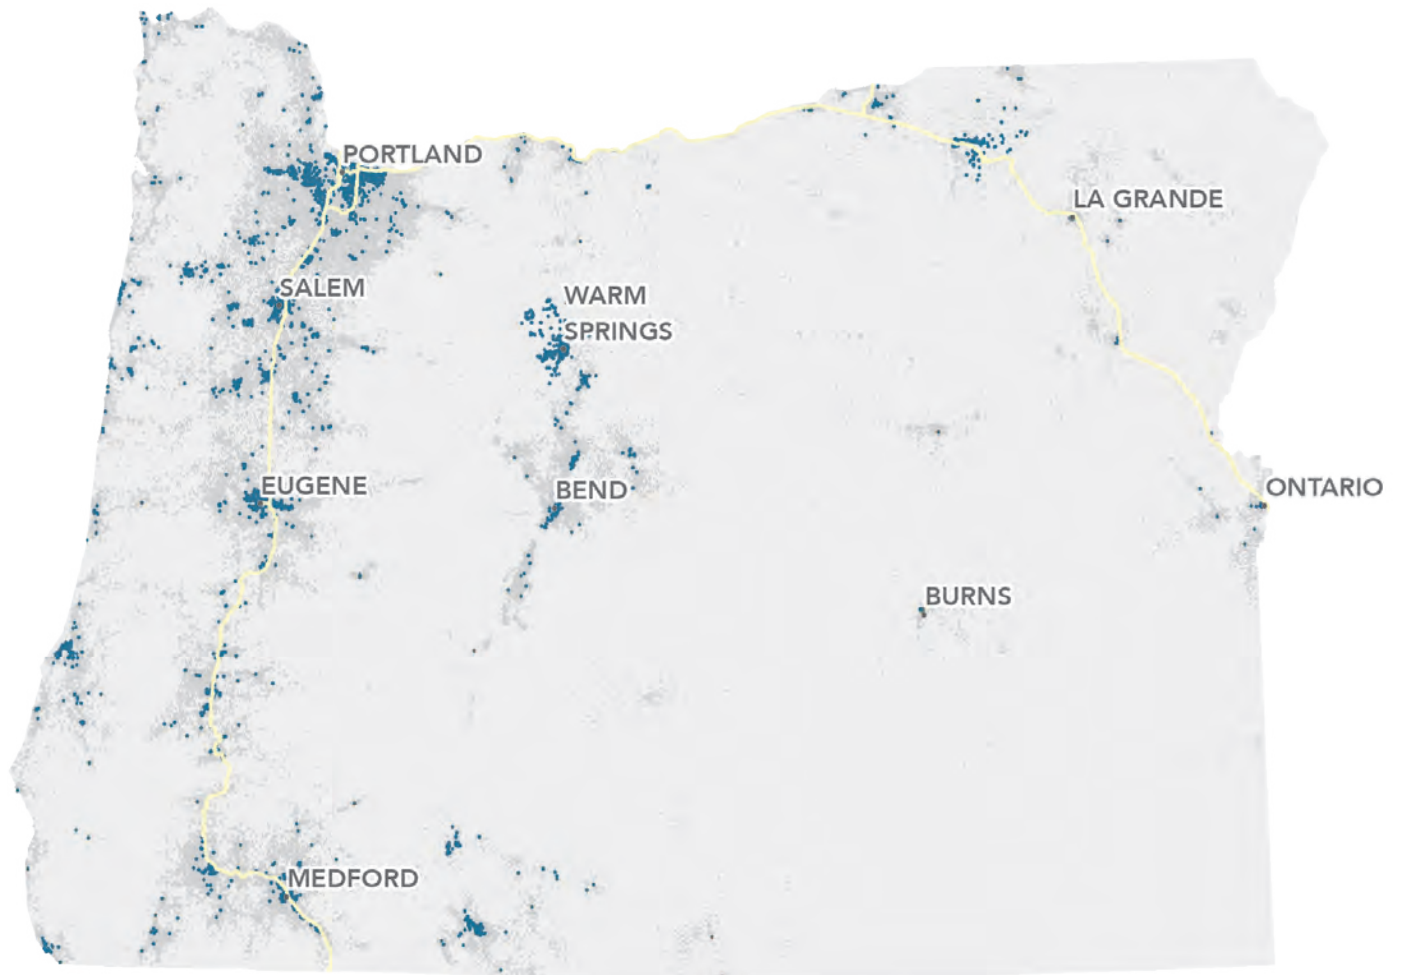 PORTLAND
LA GRANDE
SALEM
WARM
SPRINGS
EUGENE
BEND
ONTARIO
BURNS
MEDFORD